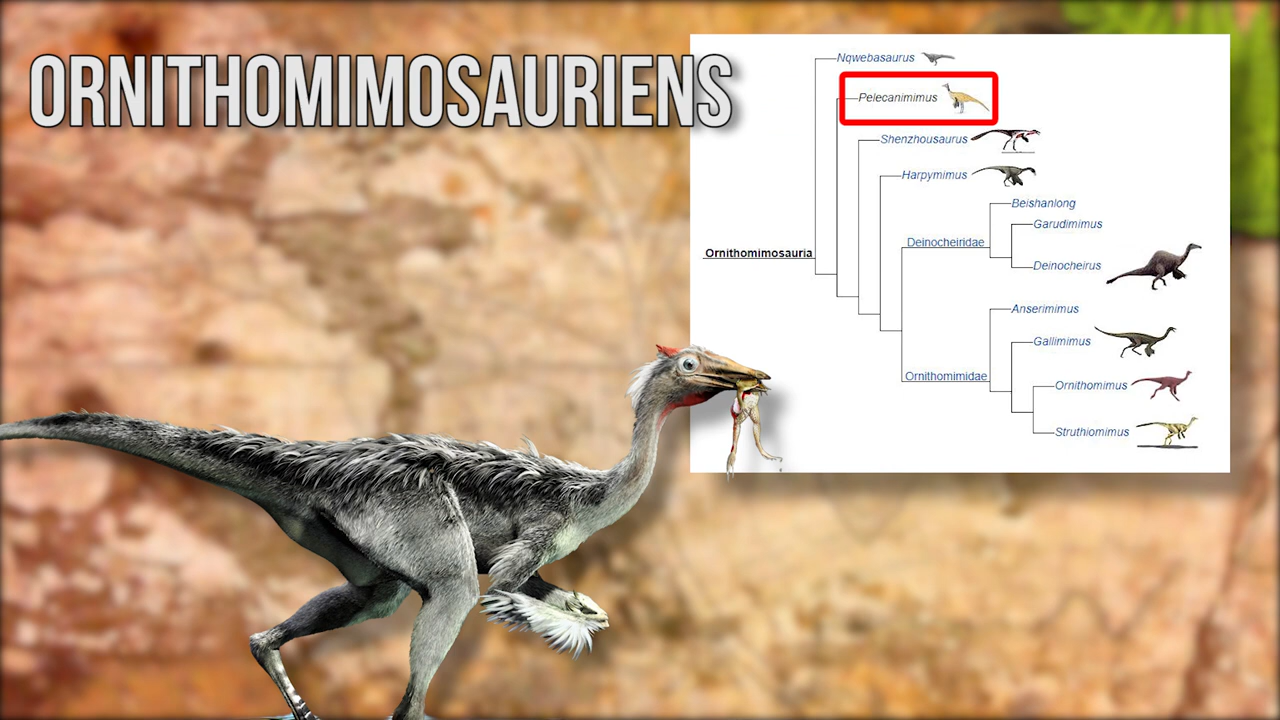 ORNITHOMIMOSAURIENS
Nqwebasaurus
Pelecanimimus
Shenzhousaurus
Harpymimus
Beishanlong
Garudimimus
Deinocheiridae
Ornithomimosauria
Deinocheirus
Anserimimus
Gallimimus
Ornithomimidae
Ornithomimus
Struthiomimus